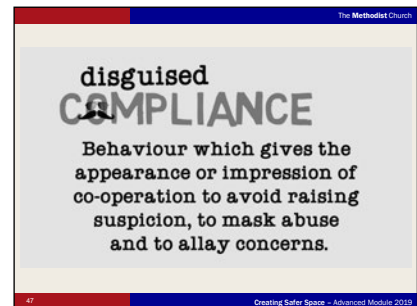 The Methodist Church
disguised
COMPLIANCE
Behaviour which gives the
appearance or impression of
co-operation to avoid raising
suspicion, to mask abuse
and to allay concerns.
47
Creating Safer Space – Advanced Module 2019